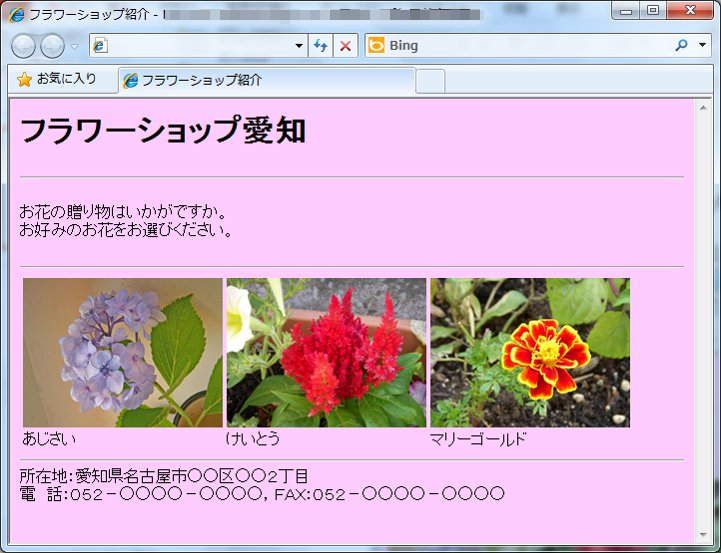 フラワーショップ紹介 -
Bing
お気に入り
フラワーショップ紹介
フラワーショップ愛知
お花の贈り物はいかがですか。
お好みのお花をお選びください。
あじさい
けいとう
マリーゴールド
所在地：愛知県名古屋市○○区○○2丁目
電　話：052－○○○○－○○○○，FAX：052－○○○○－○○○○